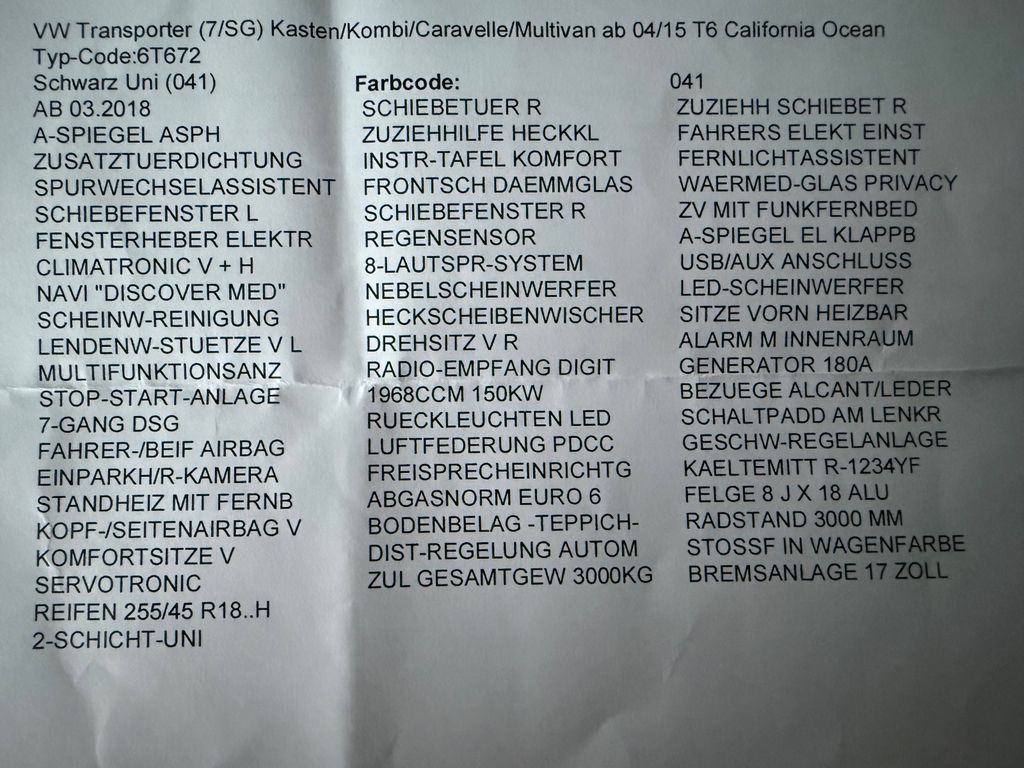 VW Transporter (7/SG) Kasten/Kombi/Caravelle/Multivan ab 04/15 T6 California Ocean
Typ-Code:6T672
Schwarz Uni (041) Farbcode: 041
AB 03.2018 SCHIEBETUER R ZUZIEHH SCHIEBET R
A-SPIEGEL ASPH ZUZIEHHILFE HECKKL FAHRERS ELEKT EINST
ZUSATZTUERDICHTUNG INSTR-TAFEL KOMFORT FERNLICHTASSISTENT
SPURWECHSELASSISTENT FRONTSCH DAEMMGLAS WAERMED-GLAS PRIVACY
SCHIEBEFENSTER L SCHIEBEFENSTER R ZV MIT FUNKFERNBED
FENSTERHEBER ELEKTR REGENSENSOR A-SPIEGEL EL KLAPPB
CLIMATRONIC V + H 8-LAUTSPR-SYSTEM USB/AUX ANSCHLUSS
NAVI "DISCOVER MED" NEBELSCHEINWERFER LED-SCHEINWERFER
SCHEINW-REINIGUNG HECKSCHEIBENWISCHER SITZE VORN HEIZBAR
LENDENW-STUETZE V L DREHSITZ V R ALARM M INNENRAUM
MULTIFUNKTIONSANZ RADIO-EMPFANG DIGIT GENERATOR 180A
STOP-START-ANLAGE 1968CCM 150KW BEZUEGE ALCANT/LEDER
7-GANG DSG RUECKLEUCHTEN LED SCHALTPADD AM LENKR
FAHRER-/BEIF AIRBAG LUFTFEDERUNG PDCC GESCHW-REGELANLAGE
EINPARKH/R-KAMERA FREISPRECHEINRICHTG KAELTEMITT R-1234YF
STANDHEIZ MIT FERNB ABGASNORM EURO 6 FELGE 8 J X 18 ALU
KOPF-/SEITENAIRBAG V BODENBELAG -TEPPICH- RADSTAND 3000 MM
KOMFORTSITZE V DIST-REGELUNG AUTOM STOSSF IN WAGENFARBE
SERVOTRONIC ZUL GESAMTGEW 3000KG BREMSANLAGE 17 ZOLL
REIFEN 255/45 R18..H
2-SCHICHT-UNI